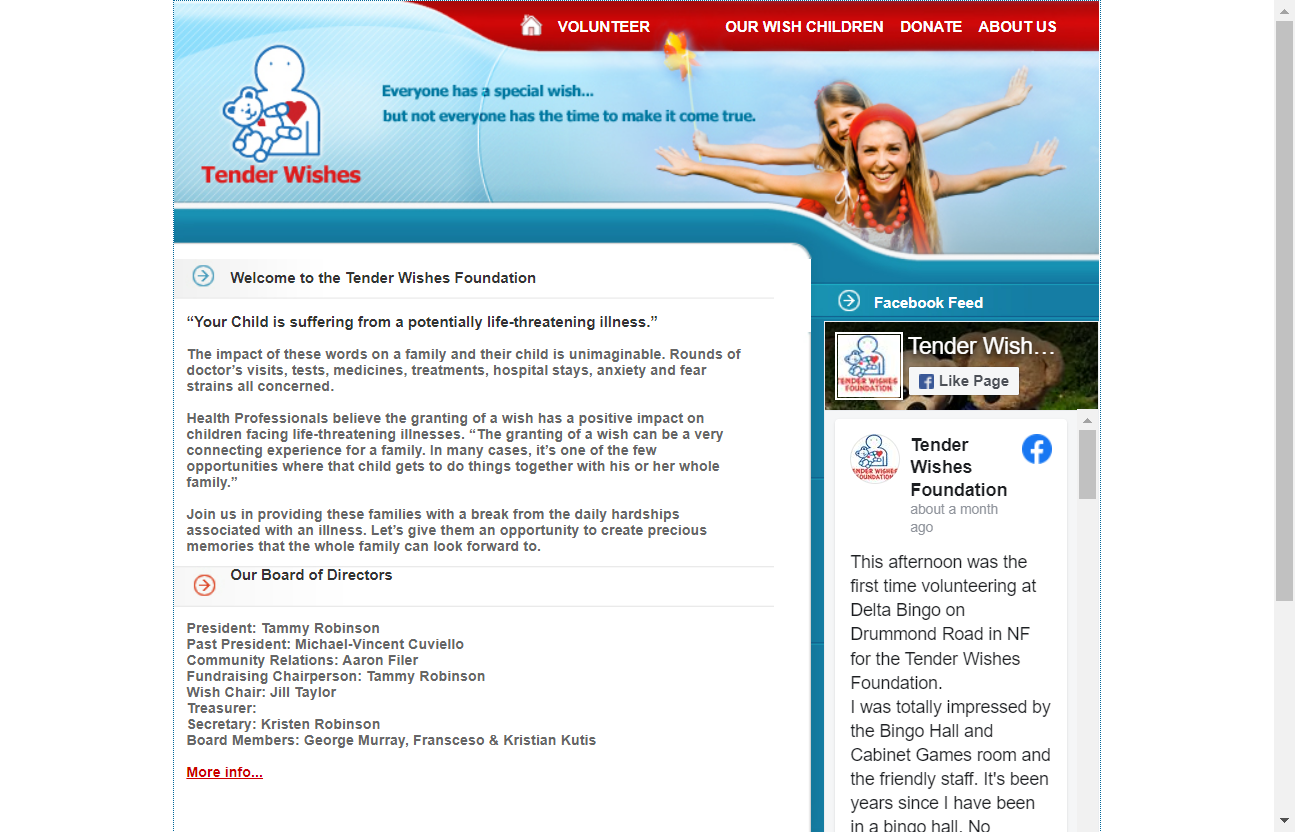 VOLUNTEER
OUR WISH CHILDREN
DONATE
ABOUT US
Everyone has a special wish...
but not everyone has the time to make it come true.
Tender Wishes
Welcome to the Tender Wishes Foundation
“Your Child is suffering from a potentially life-threatening illness.”
The impact of these words on a family and their child is unimaginable. Rounds of
doctor’s visits, tests, medicines, treatments, hospital stays, anxiety and fear
strains all concerned.
Health Professionals believe the granting of a wish has a positive impact on
children facing life-threatening illnesses. “The granting of a wish can be a very
connecting experience for a family. In many cases, it’s one of the few
opportunities where that child gets to do things together with his or her whole
family.”
Join us in providing these families with a break from the daily hardships
associated with an illness. Let’s give them an opportunity to create precious
memories that the whole family can look forward to.
Our Board of Directors
President: Tammy Robinson
Past President: Michael-Vincent Cuviello
Community Relations: Aaron Filer
Fundraising Chairperson: Tammy Robinson
Wish Chair: Jill Taylor
Treasurer:
Secretary: Kristen Robinson
Board Members: George Murray, Fransceso & Kristian Kutis
More info...
Facebook Feed
TENDER WISHES
FOUNDATION
Tender Wish...
Like Page
TENDER WISHES
FOUNDATION
Tender
Wishes
Foundation
about a month
ago
This afternoon was the
first time volunteering at
Delta Bingo on
Drummond Road in NF
for the Tender Wishes
Foundation.
I was totally impressed by
the Bingo Hall and
Cabinet Games room and
the friendly staff. It's been
years since I have been
in a bingo hall. No